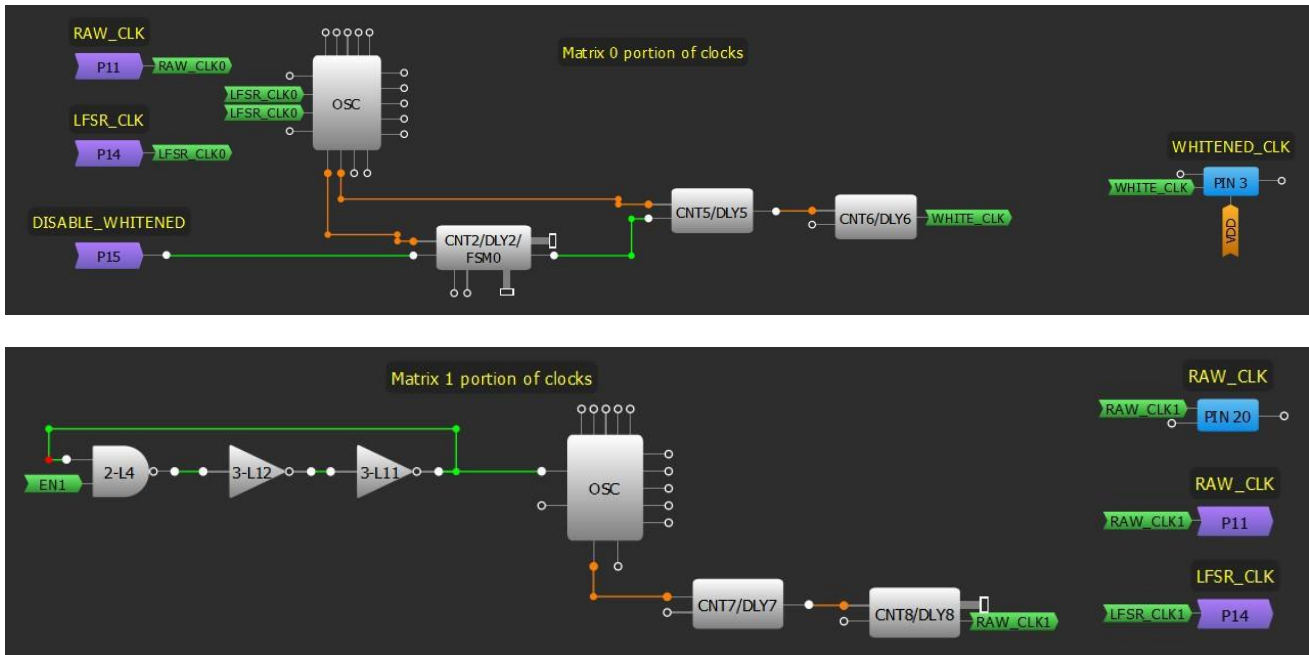 RAW_CLK
P11
RAW_CLK0
LFSR_CLK
P14
LFSR_CLK0
DISABLE_WHITENED
P15
LFSR_CLK0
LFSR_CLK0
OSC
Matrix 0 portion of clocks
CNT2/DLY2/
FSM0
CNT5/DLY5
CNT6/DLY6
WHITE_CLK
WHITENED_CLK
WHITE_CLK
PIN 3
VDD
Matrix 1 portion of clocks
EN1
2-L4
3-L12
3-L11
OSC
CNT7/DLY7
CNT8/DLY8
RAW_CLK1
RAW_CLK
RAW_CLK1
PIN 20
RAW_CLK
RAW_CLK1
P11
LFSR_CLK
LFSR_CLK1
P14